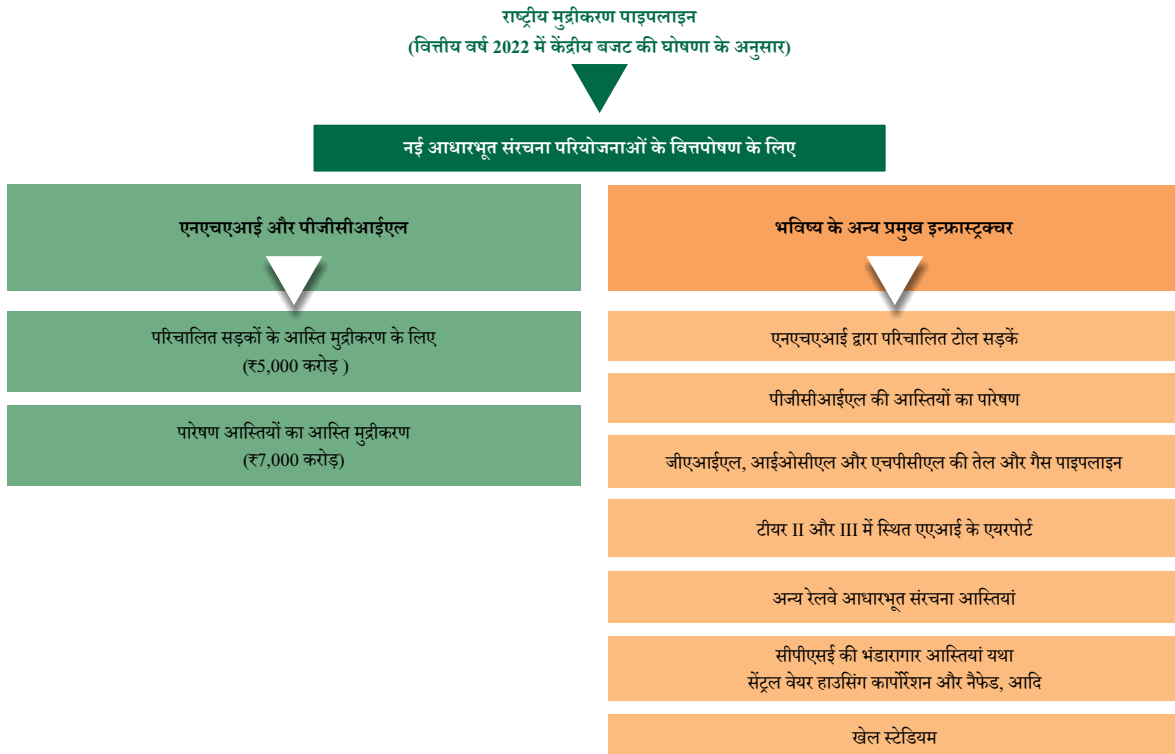 राष्ट्रीय मुद्रीकरण पाइपलाइन
(वित्तीय वर्ष 2022 में केंद्रीय बजट की घोषणा के अनुसार)
नई आधारभूत संरचना परियोजनाओं के वित्तपोषण के लिए
एनएचएआई और पीजीसीआईएल
परिचालित सड़कों के आस्ति मुद्रीकरण के लिए
(₹5,000 करोड़ )
पारेषण आस्तियों का आस्ति मुद्रीकरण
(₹7,000 करोड़)
भविष्य के अन्य प्रमुख इन्फ्रास्ट्रक्चर
एनएचएआई द्वारा परिचालित टोल सड़कें
पीजीसीआईएल की आस्तियों का पारेषण
जीएआईएल, आईओसीएल और एचपीसीएल की तेल और गैस पाइपलाइन
टीयर II और III में स्थित एएआई के एयरपोर्ट
अन्य रेलवे आधारभूत संरचना आस्तियां
सीपीएसई की भंडारागार आस्तियां यथा
सेंट्रल वेयर हाउसिंग कार्पोरेशन और नैफेड, आदि
खेल स्टेडियम